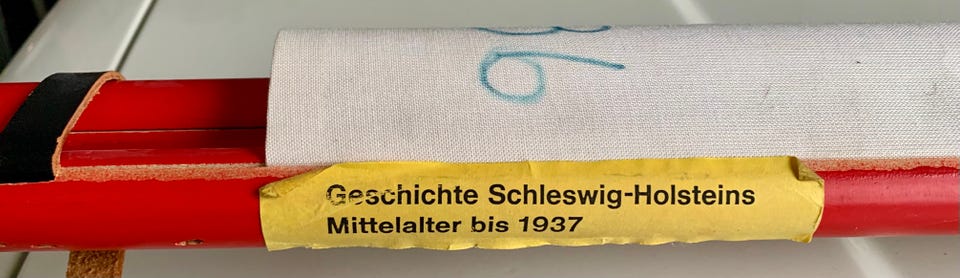 Geschichte Schleswig-Holsteins
Mittelalter bis 1937